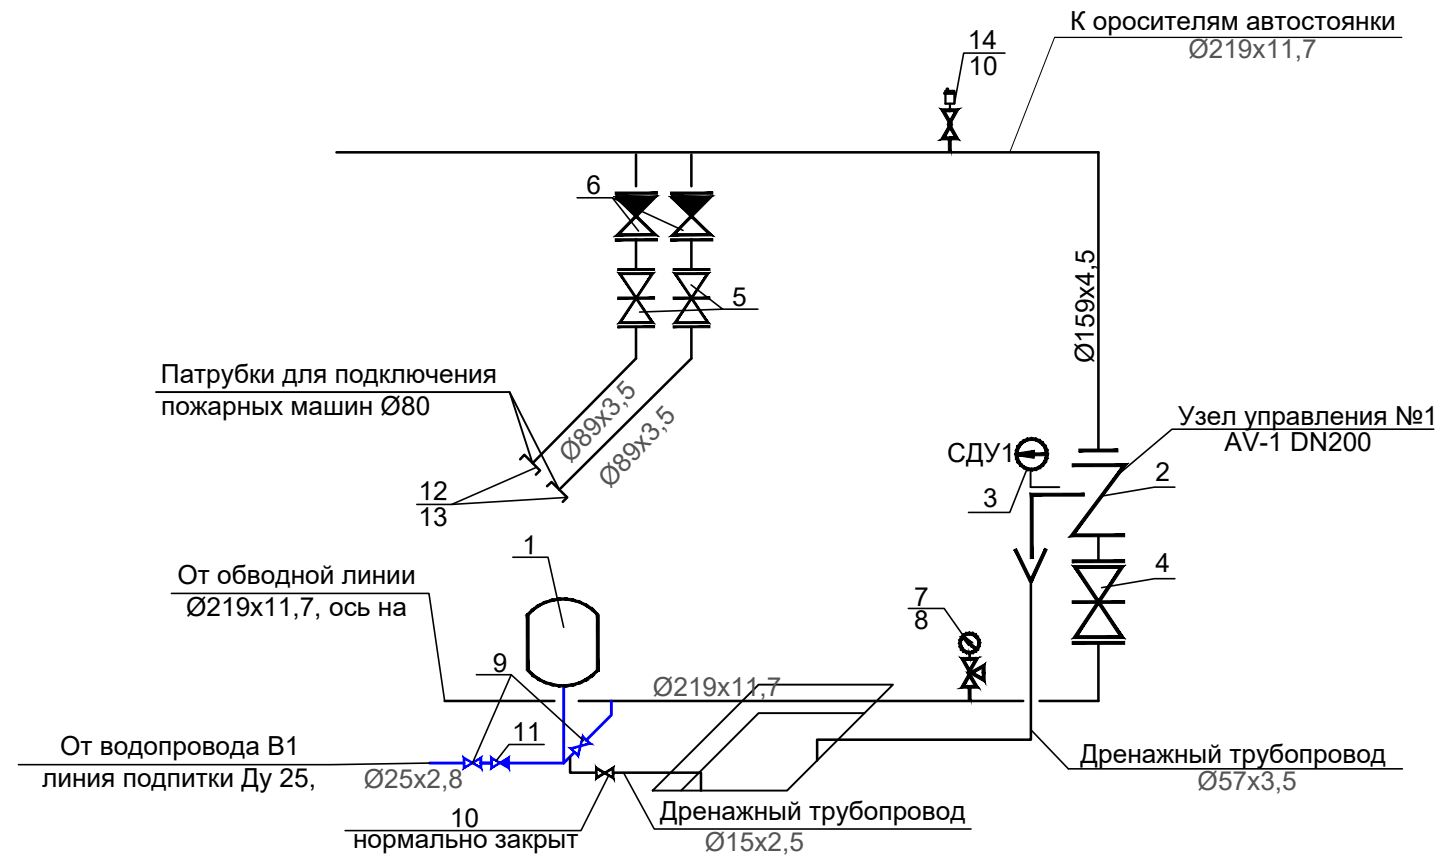 К оросителям автостоянки
Ø219x11,7
14
10
6
5
Ø159x4,5
Патрубки для подключения
пожарных машин Ø80
Ø89x3,5
Ø89x3,5
Узел управления №1
AV-1 DN200
СДУ1
2
3
12
13
1
4
От обводной линии
Ø219x11,7, ось на
7
8
9
Ø219x11,7
11
От водопровода В1
линия подпитки Ду 25,
Ø25x2,8
Дренажный трубопровод
Ø57x3,5
10
нормально закрыт
Дренажный трубопровод
Ø15x2,5